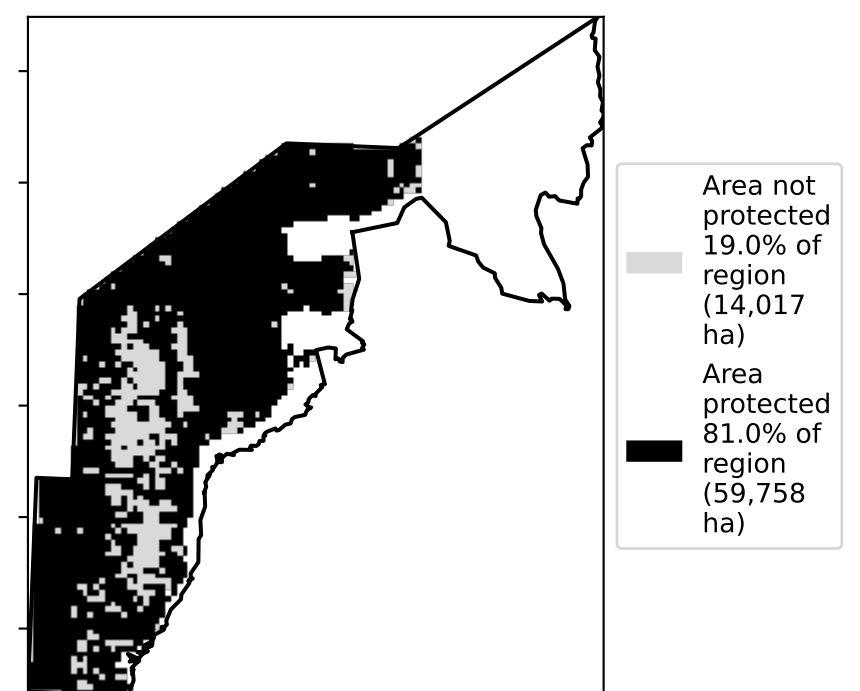 Area not
protected
19.0% of
region
(14,017
ha)
Area
protected
81.0% of
region
(59,758
ha)